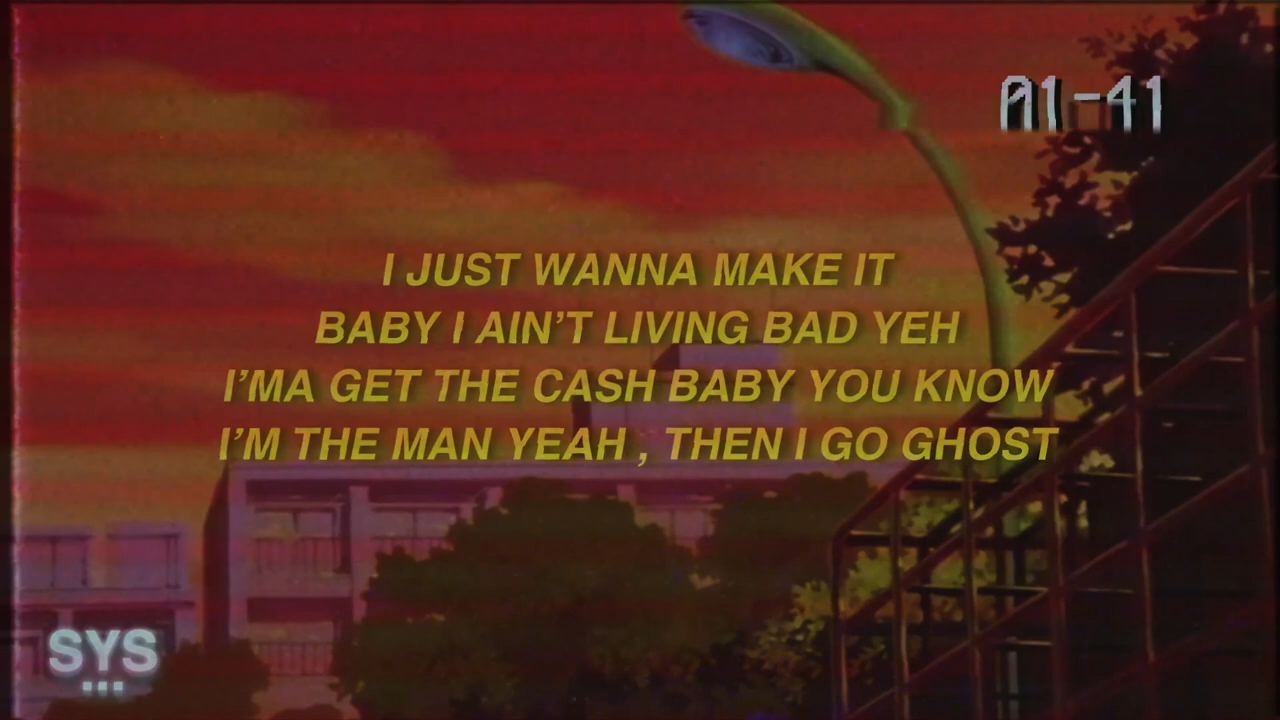 01-41
I JUST WANNA MAKE IT
BABY I AIN'T LIVING BAD YEH
I'MA GET THE CASH BABY YOU KNOW
I'M THE MAN YEAH , THEN I GO GHOST
SYS